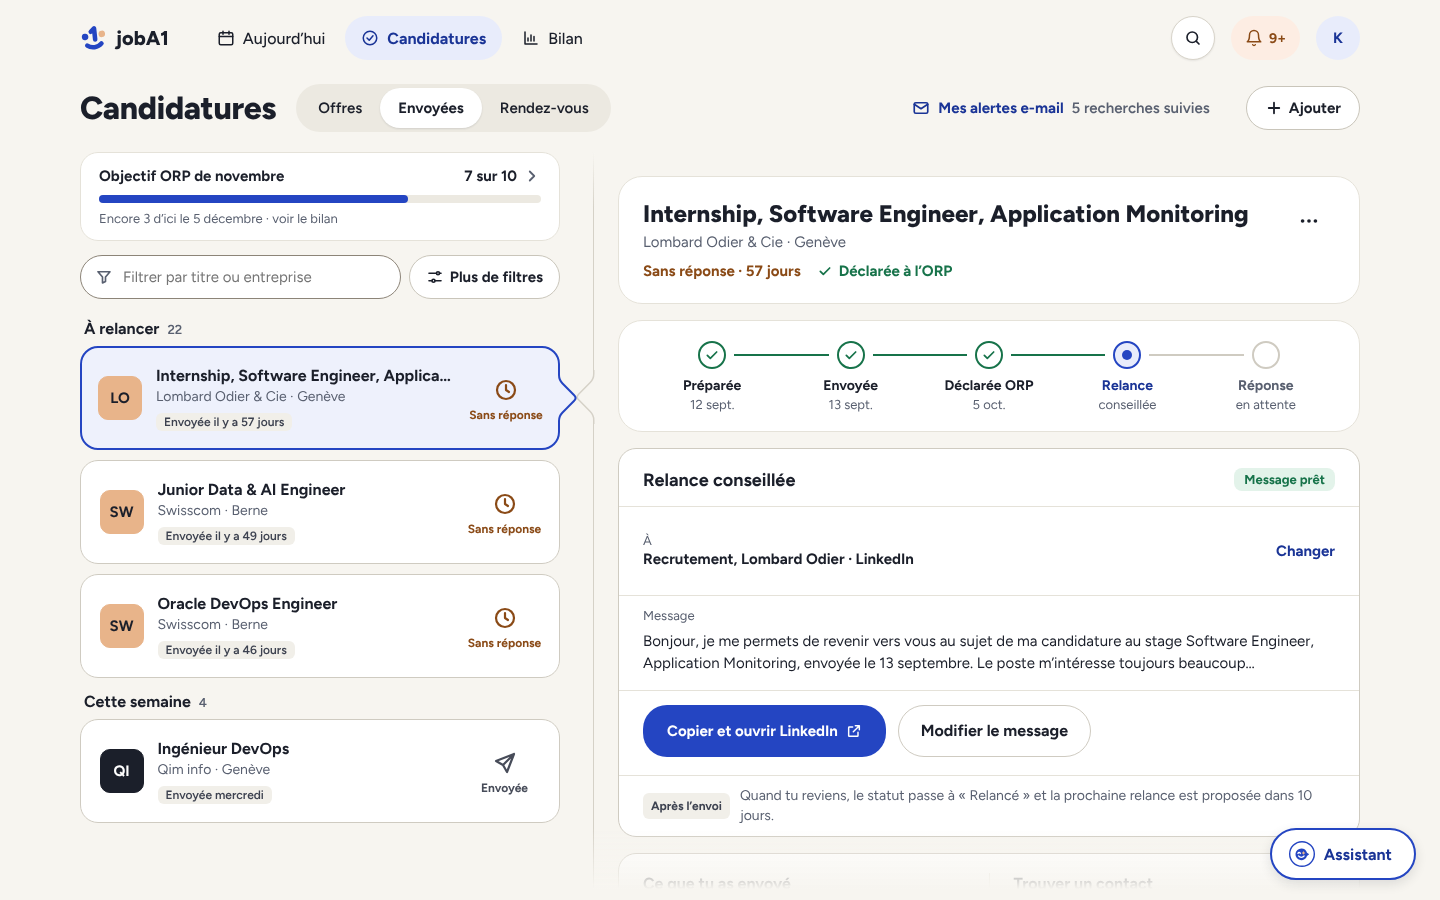 jobA1
Aujourd’hui
Candidatures
Bilan
9+
K
Candidatures
Offres
Envoyées
Rendez-vous
Mes alertes e-mail 5 recherches suivies
Ajouter
Objectif ORP de novembre
7 sur 10
Encore 3 d’ici le 5 décembre · voir le bilan
Filtrer par titre ou entreprise
Plus de filtres
À relancer 22
LO
Internship, Software Engineer, Applica...
Lombard Odier & Cie · Genève
Envoyée il y a 57 jours
Sans réponse
SW
Junior Data & AI Engineer
Swisscom · Berne
Envoyée il y a 49 jours
Sans réponse
SW
Oracle DevOps Engineer
Swisscom · Berne
Envoyée il y a 46 jours
Sans réponse
Cette semaine 4
QI
Ingénieur DevOps
Qim info · Genève
Envoyée mercredi
Envoyée
Internship, Software Engineer, Application Monitoring
...
Lombard Odier & Cie · Genève
Sans réponse · 57 jours
Déclarée à l’ORP
Préparée
12 sept.
Envoyée
13 sept.
Déclarée ORP
5 oct.
Relance
conseillée
Réponse
en attente
Relance conseillée
Message prêt
À
Recrutement, Lombard Odier · LinkedIn
Changer
Message
Bonjour, je me permets de revenir vers vous au sujet de ma candidature au stage Software Engineer,
Application Monitoring, envoyée le 13 septembre. Le poste m’intéresse toujours beaucoup...
Copier et ouvrir LinkedIn
Modifier le message
Après l’envoi
Quand tu reviens, le statut passe à « Relancé » et la prochaine relance est proposée dans 10
jours.
Ce que tu as envoyé
Trouver un contact
Assistant